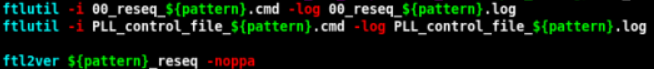 ftlutil -i 00_reseq_${pattern}.cmd -log 00_reseq_${pattern}.log
ftlutil -i PLL_control_file_${pattern}.cmd -log PLL_control_file_${pattern}.log
ftl2ver ${pattern}_reseq -noppa